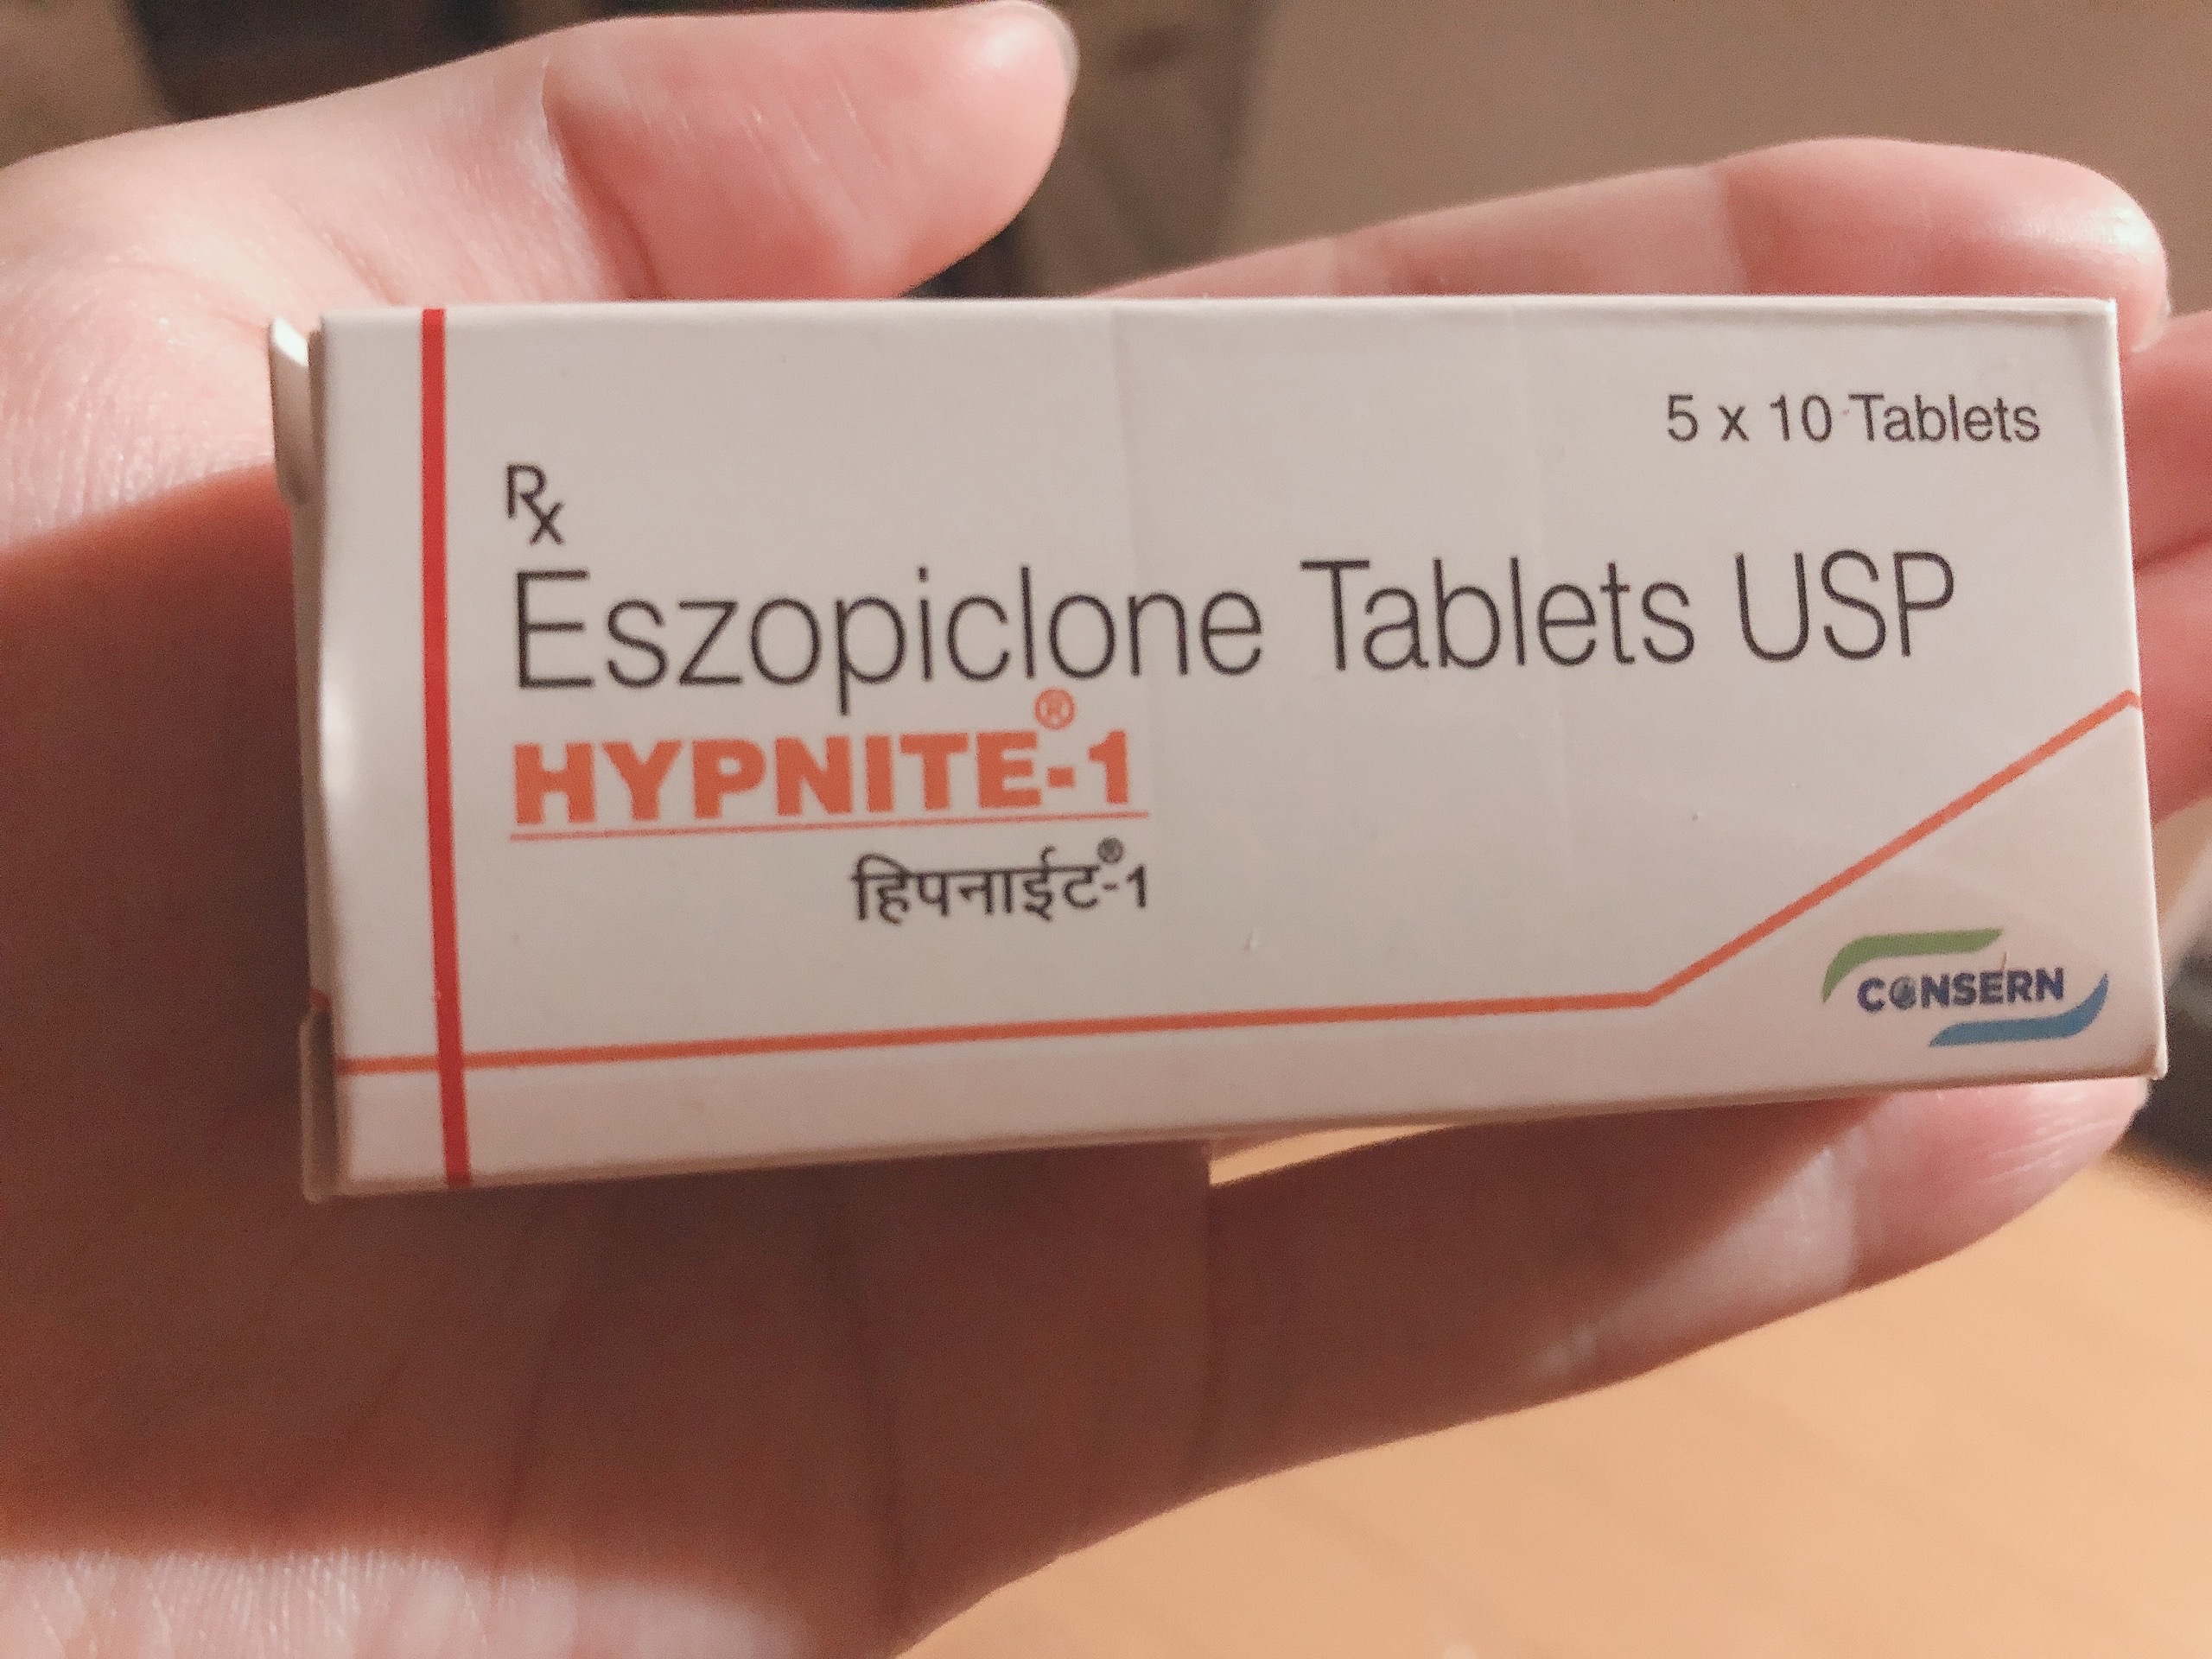 5 x 10 Tablets
Rx
Eszopiclone Tablets USP
HYPNITE®-1
हिपनाईट®-1
CONSERN